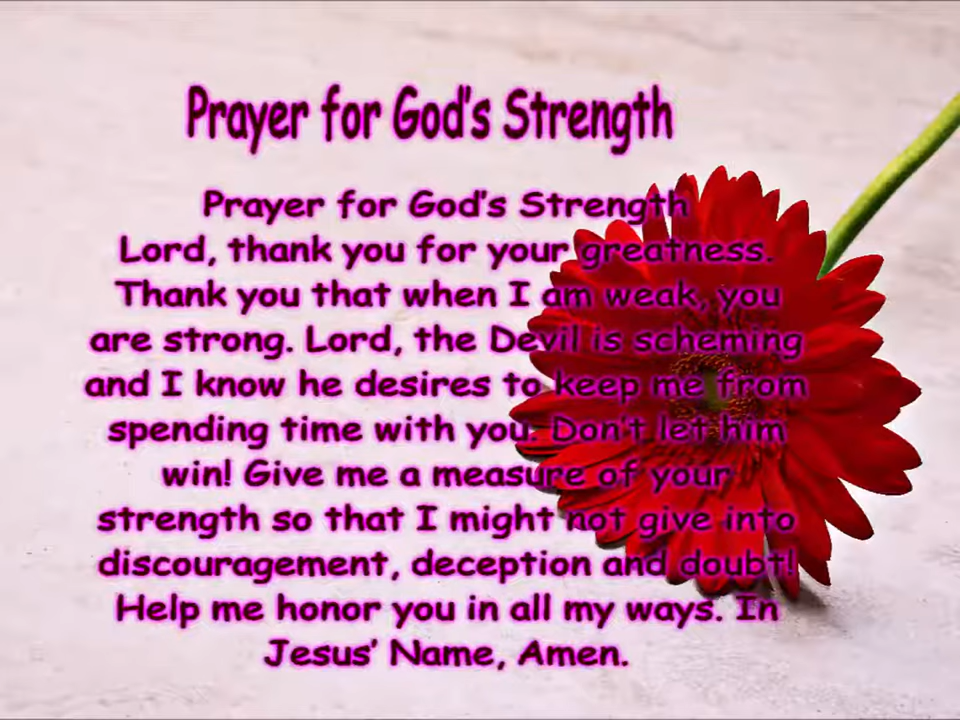 Prayer for God's Strength
Prayer for God's Strength
Lord, thank you for your greatness.
Thank you that when I am weak, you
are strong. Lord, the Devil is scheming
and I know he desires to keep me from
spending time with you. Don't let him
win! Give me a measure of your
strength so that I might not give into
discouragement, deception and doubt!
Help me honor you in all my ways. In
Jesus' Name, Amen.